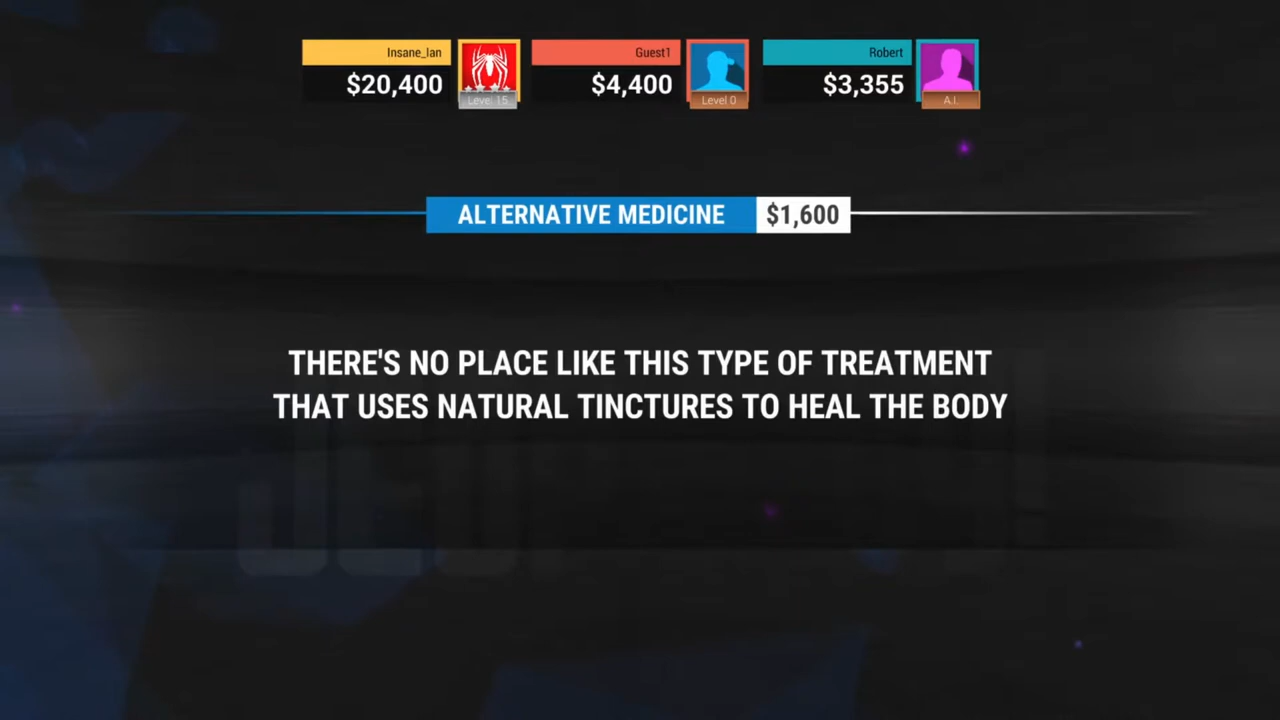 Insane_Ian
$20,400
Level 15
Guest1
$4,400
Level 0
Robert
$3,355
A.I.
ALTERNATIVE MEDICINE $1,600
THERE'S NO PLACE LIKE THIS TYPE OF TREATMENT
THAT USES NATURAL TINCTURES TO HEAL THE BODY